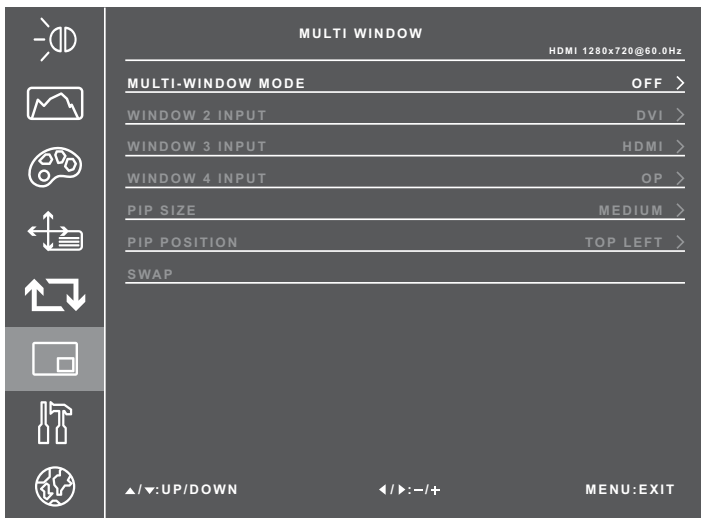 MULTI WINDOW
HDMI 1280x720@60.0Hz
MULTI-WINDOW MODE OFF
WINDOW 2 INPUT DVI
WINDOW 3 INPUT HDMI
WINDOW 4 INPUT OP
PIP SIZE MEDIUM
PIP POSITION TOP LEFT
SWAP
▲/▼:UP/DOWN ◀/▶:−/+ MENU:EXIT